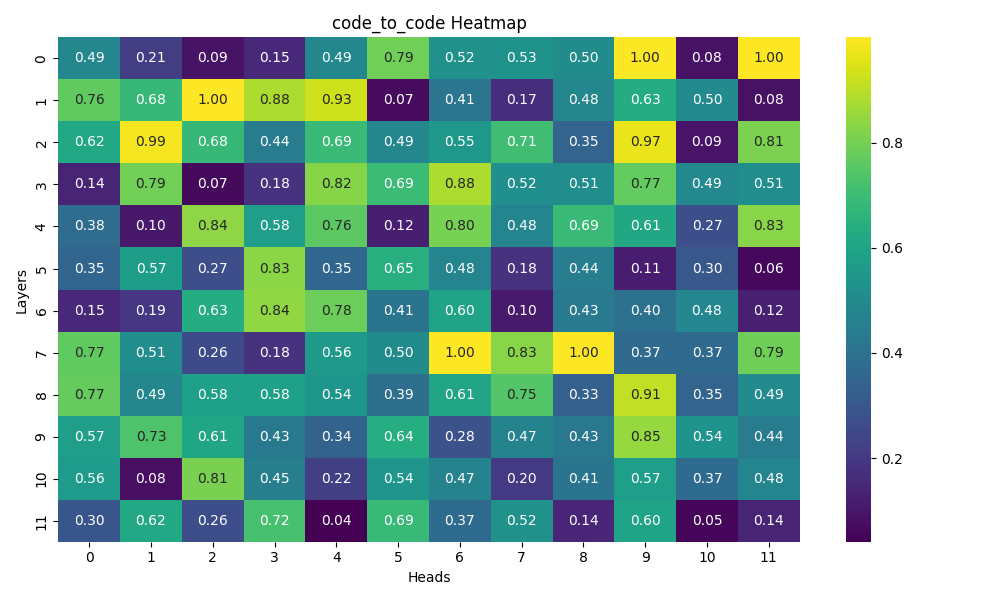 code_to_code Heatmap
0 0.49 0.21 0.09 0.15 0.49 0.79 0.52 0.53 0.50 1.00 0.08 1.00
1 0.76 0.68 1.00 0.88 0.93 0.07 0.41 0.17 0.48 0.63 0.50 0.08
2 0.62 0.99 0.68 0.44 0.69 0.49 0.55 0.71 0.35 0.97 0.09 0.81
3 0.14 0.79 0.07 0.18 0.82 0.69 0.88 0.52 0.51 0.77 0.49 0.51
4 0.38 0.10 0.84 0.58 0.76 0.12 0.80 0.48 0.69 0.61 0.27 0.83
5 0.35 0.57 0.27 0.83 0.35 0.65 0.48 0.18 0.44 0.11 0.30 0.06
6 0.15 0.19 0.63 0.84 0.78 0.41 0.60 0.10 0.43 0.40 0.48 0.12
7 0.77 0.51 0.26 0.18 0.56 0.50 1.00 0.83 1.00 0.37 0.37 0.79
8 0.77 0.49 0.58 0.58 0.54 0.39 0.61 0.75 0.33 0.91 0.35 0.49
9 0.57 0.73 0.61 0.43 0.34 0.64 0.28 0.47 0.43 0.85 0.54 0.44
10 0.56 0.08 0.81 0.45 0.22 0.54 0.47 0.20 0.41 0.57 0.37 0.48
11 0.30 0.62 0.26 0.72 0.04 0.69 0.37 0.52 0.14 0.60 0.05 0.14
0 1 2 3 4 5 6 7 8 9 10 11
Heads
Layers
0.8
0.6
0.4
0.2